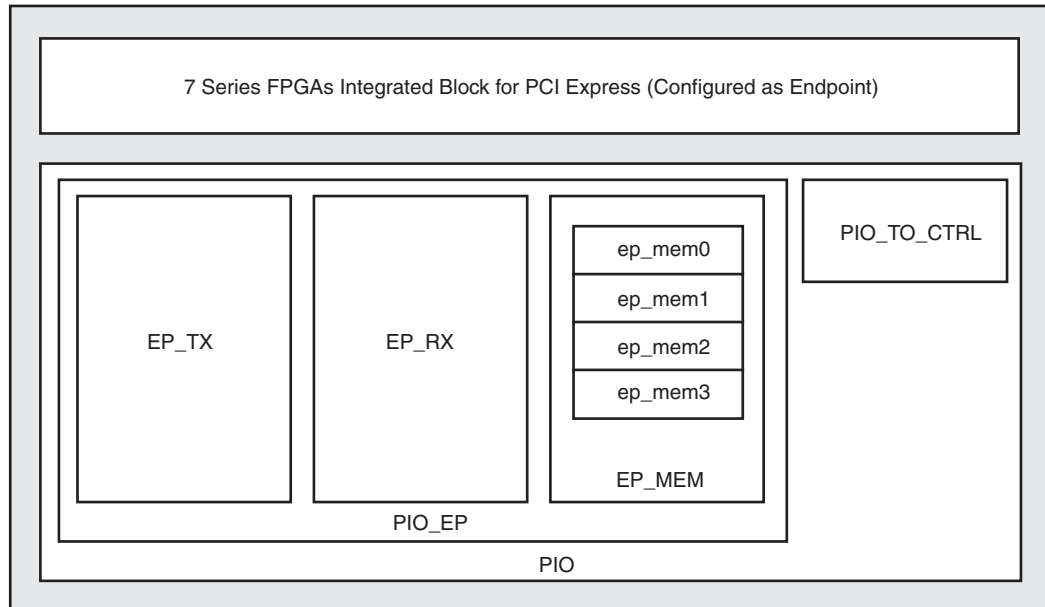 7 Series FPGAs Integrated Block for PCI Express (Configured as Endpoint)
PIO_TO_CTRL
ep_mem0
ep_mem1
EP_TX
EP_RX
ep_mem2
ep_mem3
EP_MEM
PIO_EP
PIO